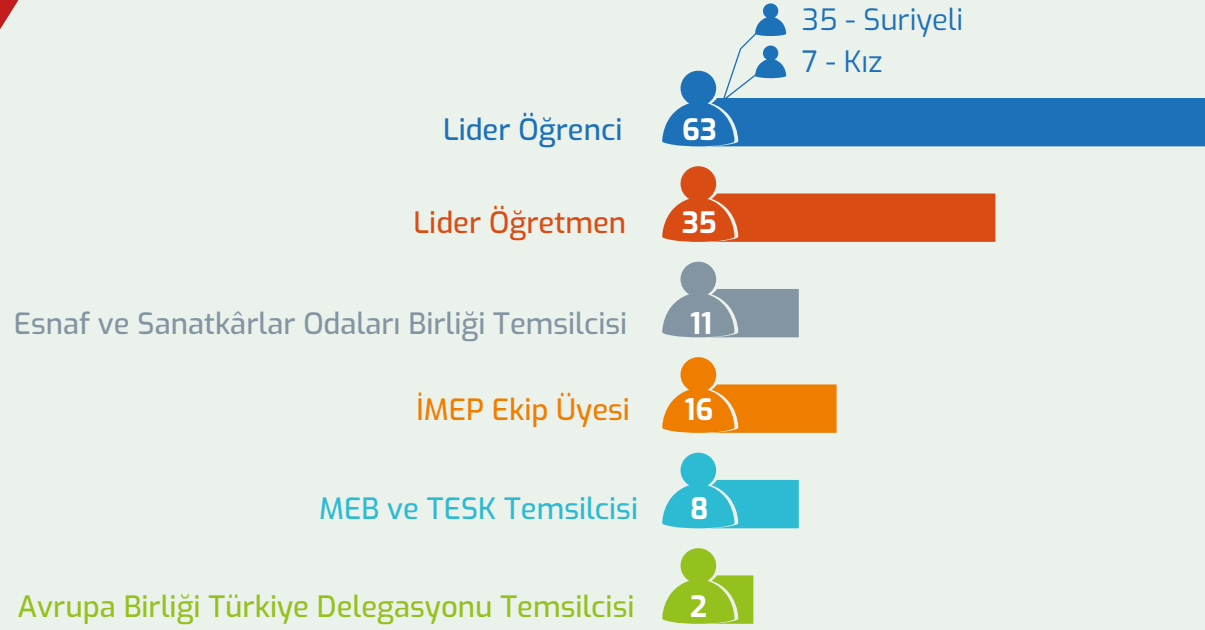 35 - Suriyeli
7 - Kız
Lider Öğrenci 63
Lider Öğretmen 35
Esnaf ve Sanatkârlar Odaları Birliği Temsilcisi 11
İMEP Ekip Üyesi 16
MEB ve TESK Temsilcisi 8
Avrupa Birliği Türkiye Delegasyonu Temsilcisi 2